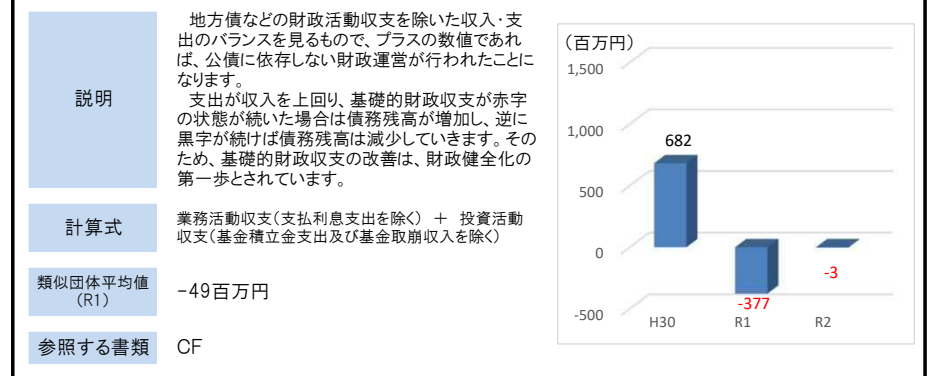 説明
地方債などの財政活動収支を除いた収入・支
出のバランスを見るもので、プラスの数値であれ
ば、公債に依存しない財政運営が行われたことに
なります。
支出が収入を上回り、基礎的財政収支が赤字
の状態が続いた場合は債務残高が増加し、逆に
黒字が続けば債務残高は減少していきます。その
ため、基礎的財政収支の改善は、財政健全化の
第一歩とされています。
計算式
業務活動収支(支払利息支出を除く) + 投資活動
収支(基金積立金支出及び基金取崩収入を除く)
類似団体平均値
(R1)
-49百万円
参照する書類
CF
(百万円)
1,500
1,000
500
0
-500
682
-377
-3
H30
R1
R2